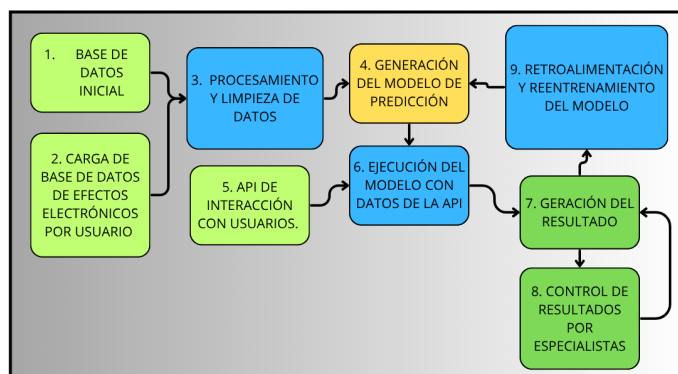 1. BASE DE
DATOS
INICIAL
2. CARGA DE
BASE DE DATOS
DE EFECTOS
ELECTRÓNICOS
POR USUARIO
3. PROCESAMIENTO
Y LIMPIEZA DE
DATOS
4. GENERACIÓN
DEL MODELO DE
PREDICCIÓN
5. API DE
INTERACCIÓN
CON USUARIOS.
6. EJECUCIÓN DEL
MODELO CON
DATOS DE LA API
7. GERACIÓN DEL
RESULTADO
8. CONTROL DE
RESULTADOS
POR
ESPECIALISTAS
9. RETROALIMENTACIÓN
Y REENTRENAMIENTO
DEL MODELO